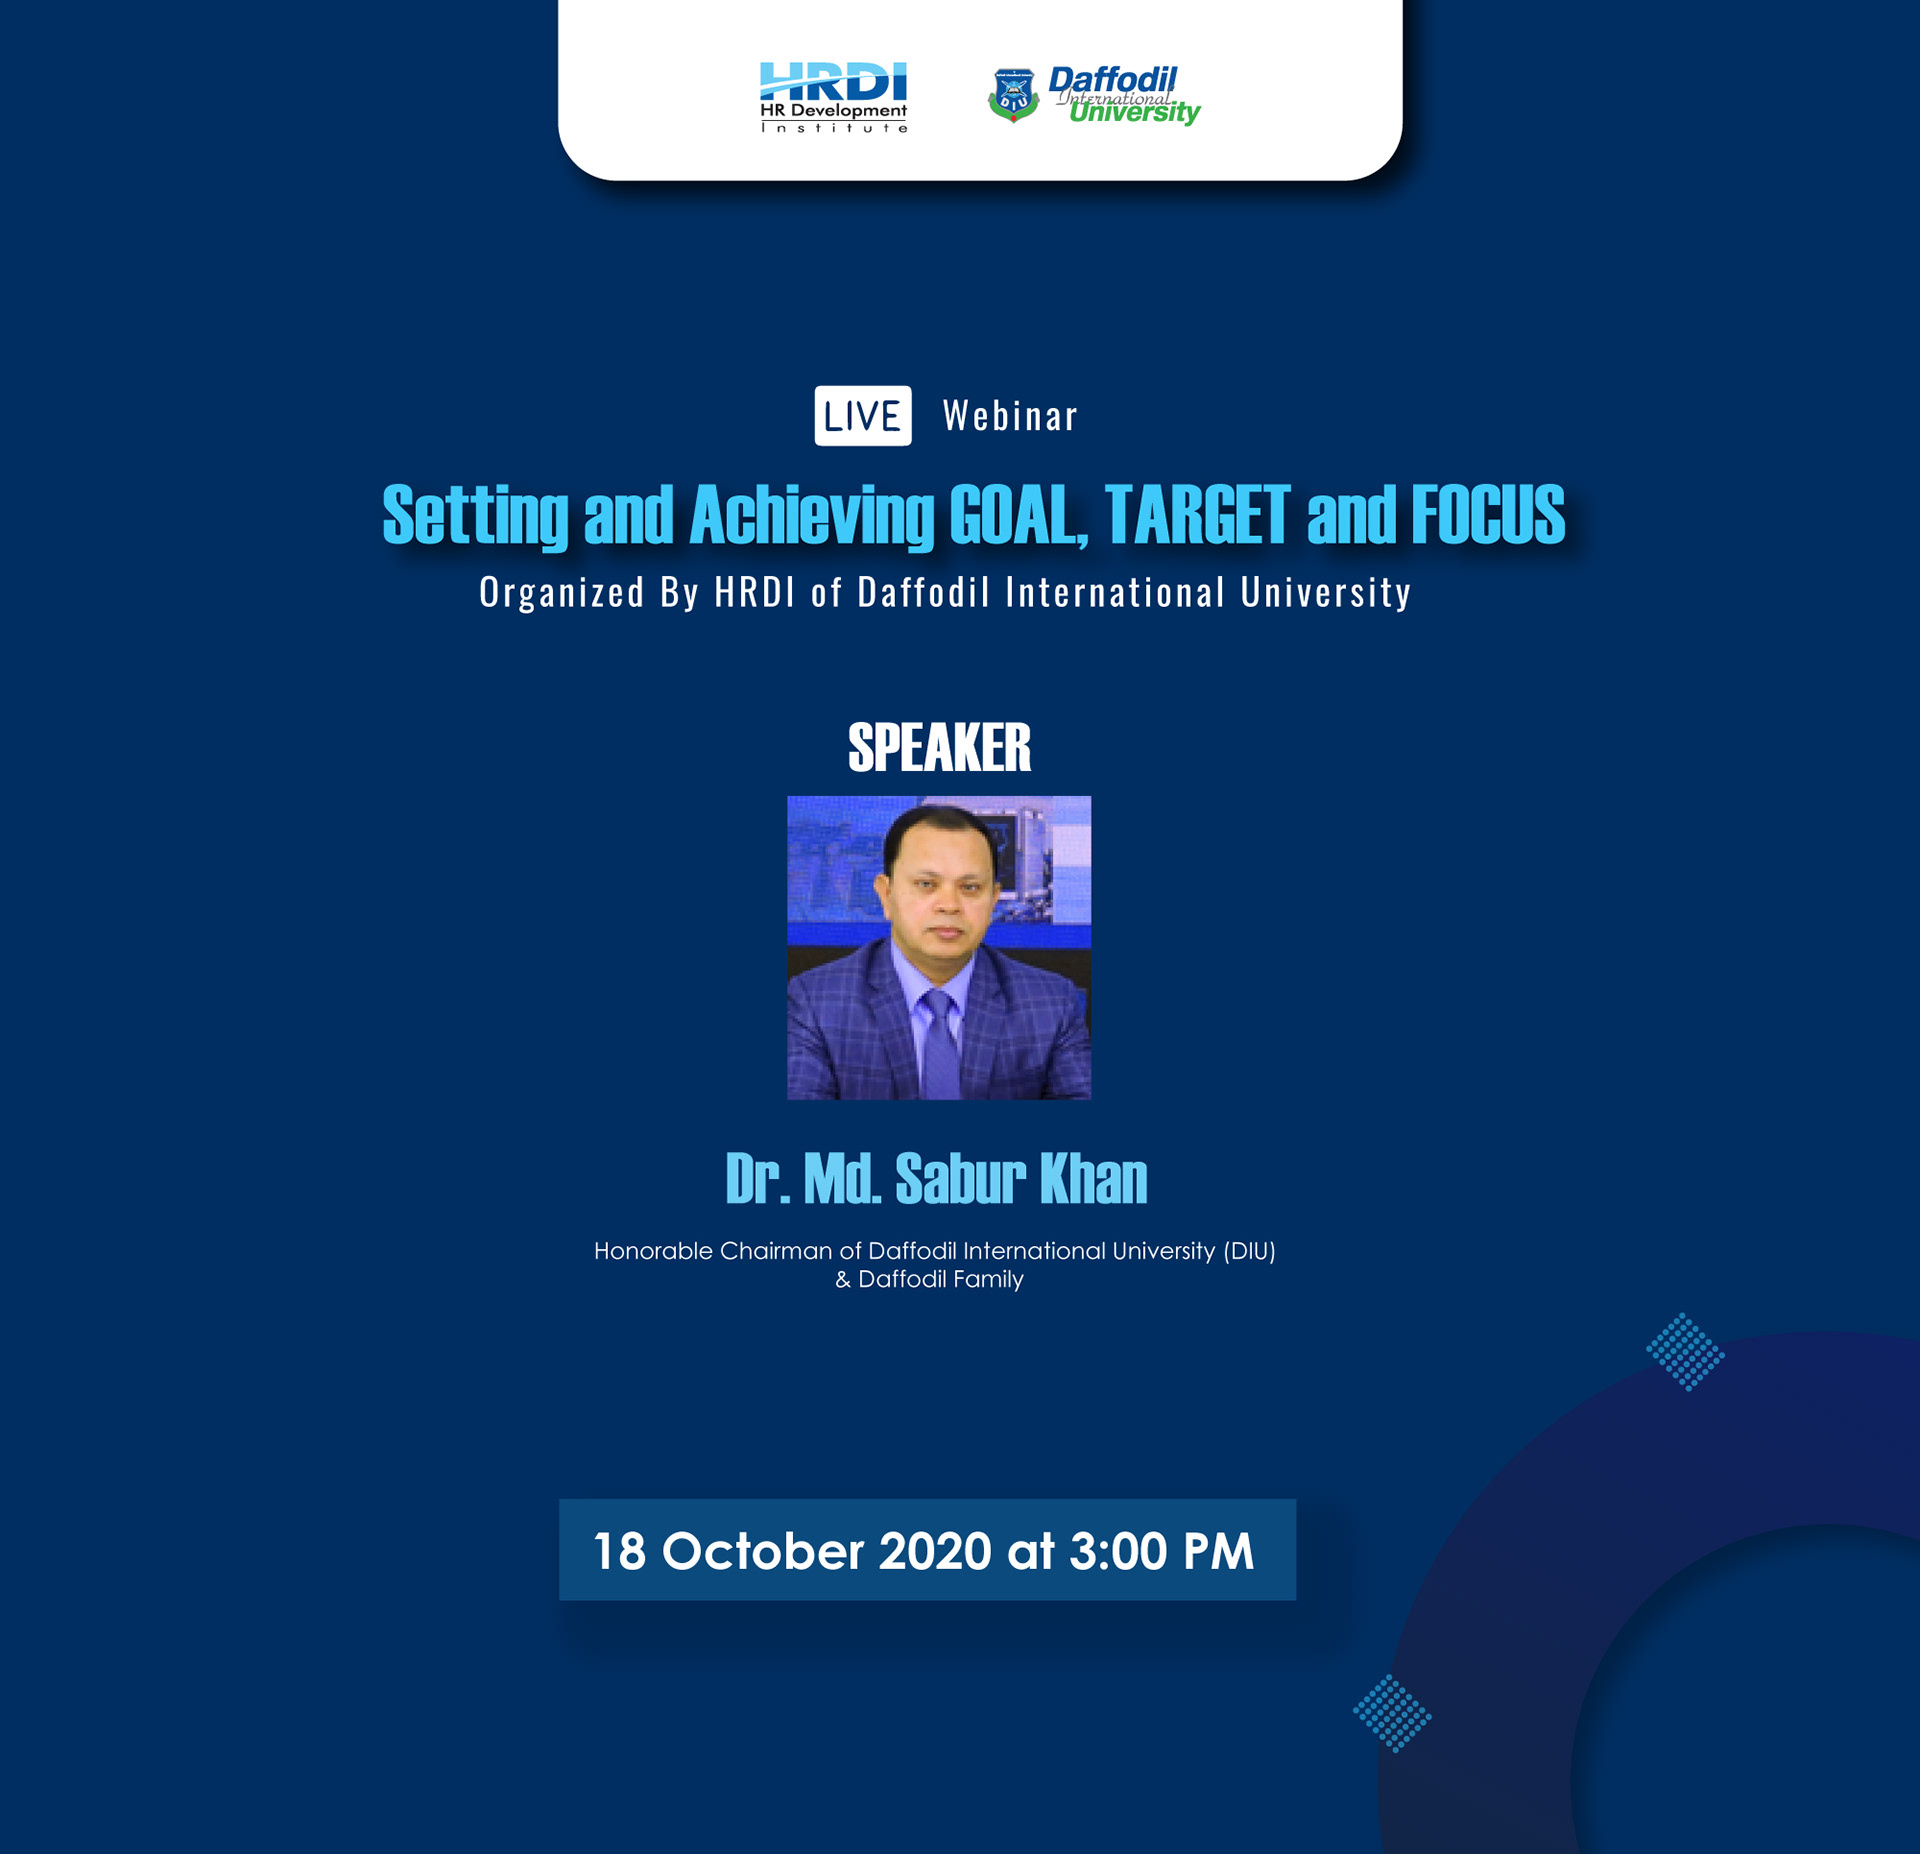 HRDI
HR Development
Institute
DIU
Daffodil
International
University
LIVE Webinar
Setting and Achieving GOAL, TARGET and FOCUS
Organized By HRDI of Daffodil International University
SPEAKER
Dr. Md. Sabur Khan
Honorable Chairman of Daffodil International University (DIU)
& Daffodil Family
18 October 2020 at 3:00 PM